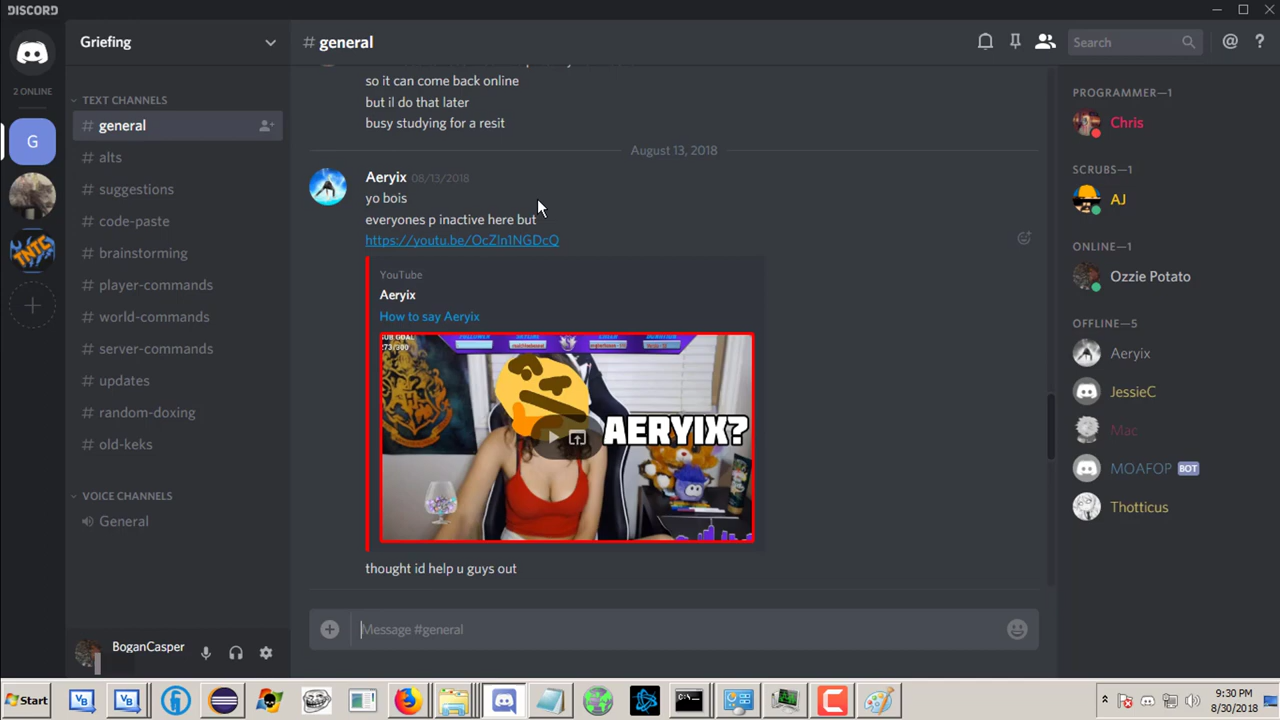 DISCORD
2 ONLINE
G
TNTC
Griefing
TEXT CHANNELS
# general
# alts
# suggestions
# code-paste
# brainstorming
# player-commands
# world-commands
# server-commands
# updates
# random-doxing
# old-keks
VOICE CHANNELS
General
BoganCasper
# general
Search
so it can come back online
but il do that later
busy studying for a resit
August 13, 2018
Aeryix 08/13/2018
yo bois
everyones p inactive here but
https://youtu.be/OcZln1NGDcQ
YouTube
Aeryix
How to say Aeryix
SUB GOAL
273/300
AERYIX?
thought id help u guys out
Message #general
PROGRAMMER—1
Chris
SCRUBS—1
AJ
ONLINE—1
Ozzie Potato
OFFLINE—5
Aeryix
JessieC
Mac
MOAFOP BOT
Thotticus
Start
9:30 PM
8/30/2018